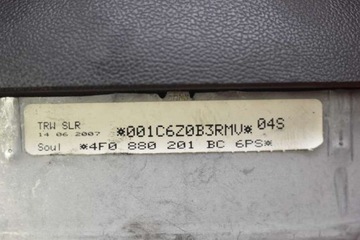 TRW SLR
14 06 2007 *001C6Z0B3RMV* 04S
Soul *4F0 880 201 BC 6PS*